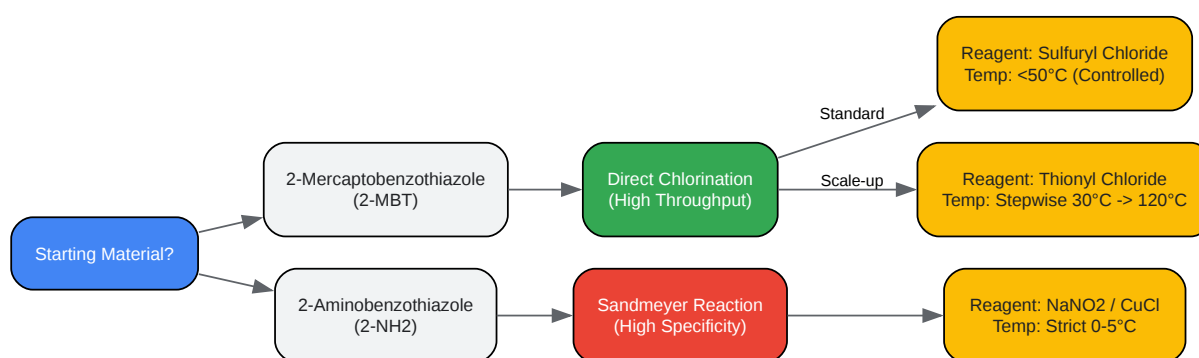 Reagent: Sulfuryl Chloride
Temp: <50°C (Controlled)
Standard
2-Mercaptobenzothiazole
(2-MBT)
Direct Chlorination
(High Throughput)
Scale-up
Reagent: Thionyl Chloride
Temp: Stepwise 30°C -> 120°C
Starting Material?
2-Aminobenzothiazole
(2-NH2)
Sandmeyer Reaction
(High Specificity)
Reagent: NaNO2 / CuCl
Temp: Strict 0-5°C